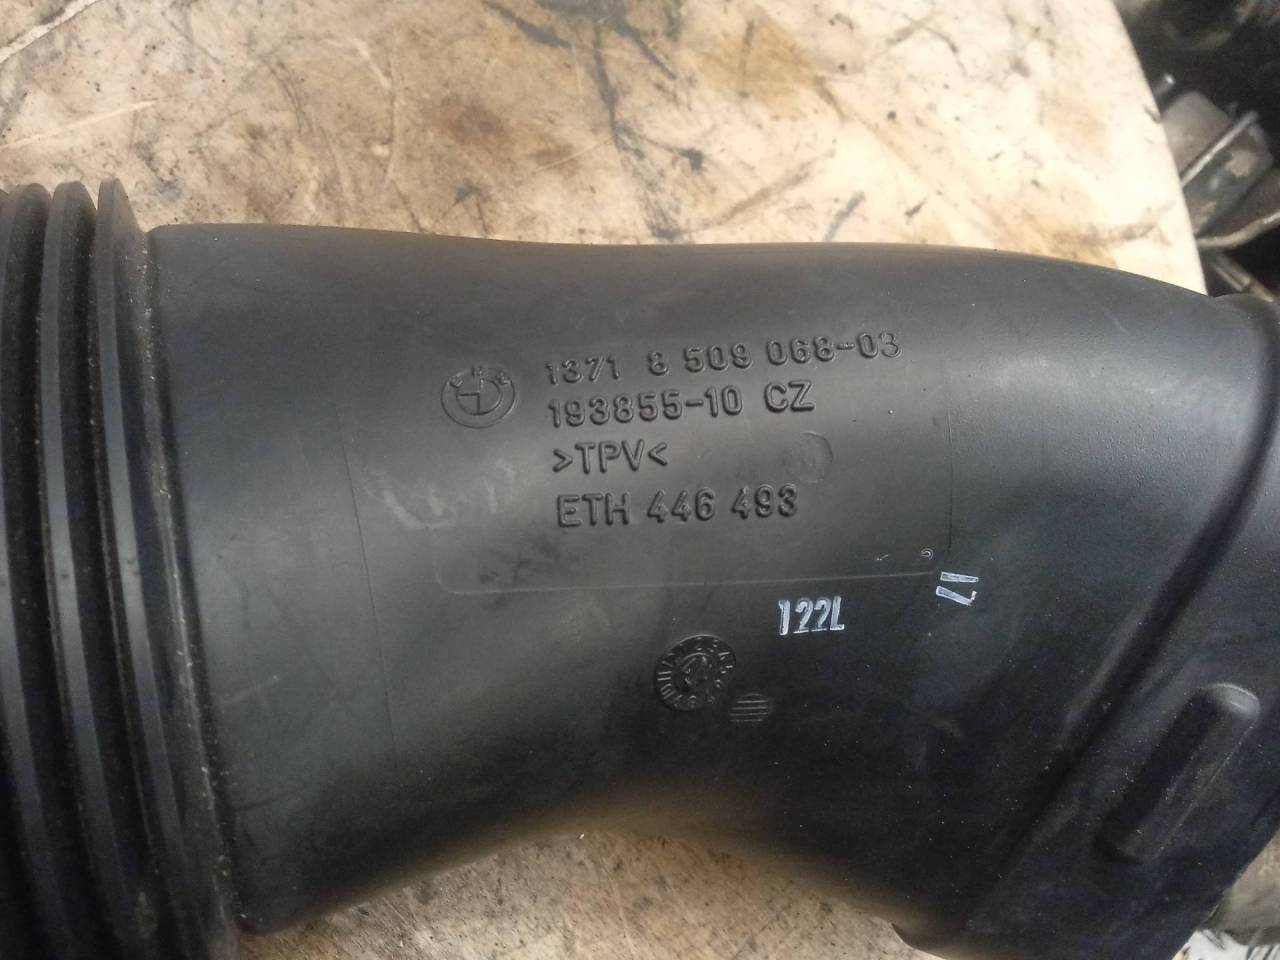 1371 8 509 068-03
193855-10 CZ
>TPV<
ETH 446 493
122L